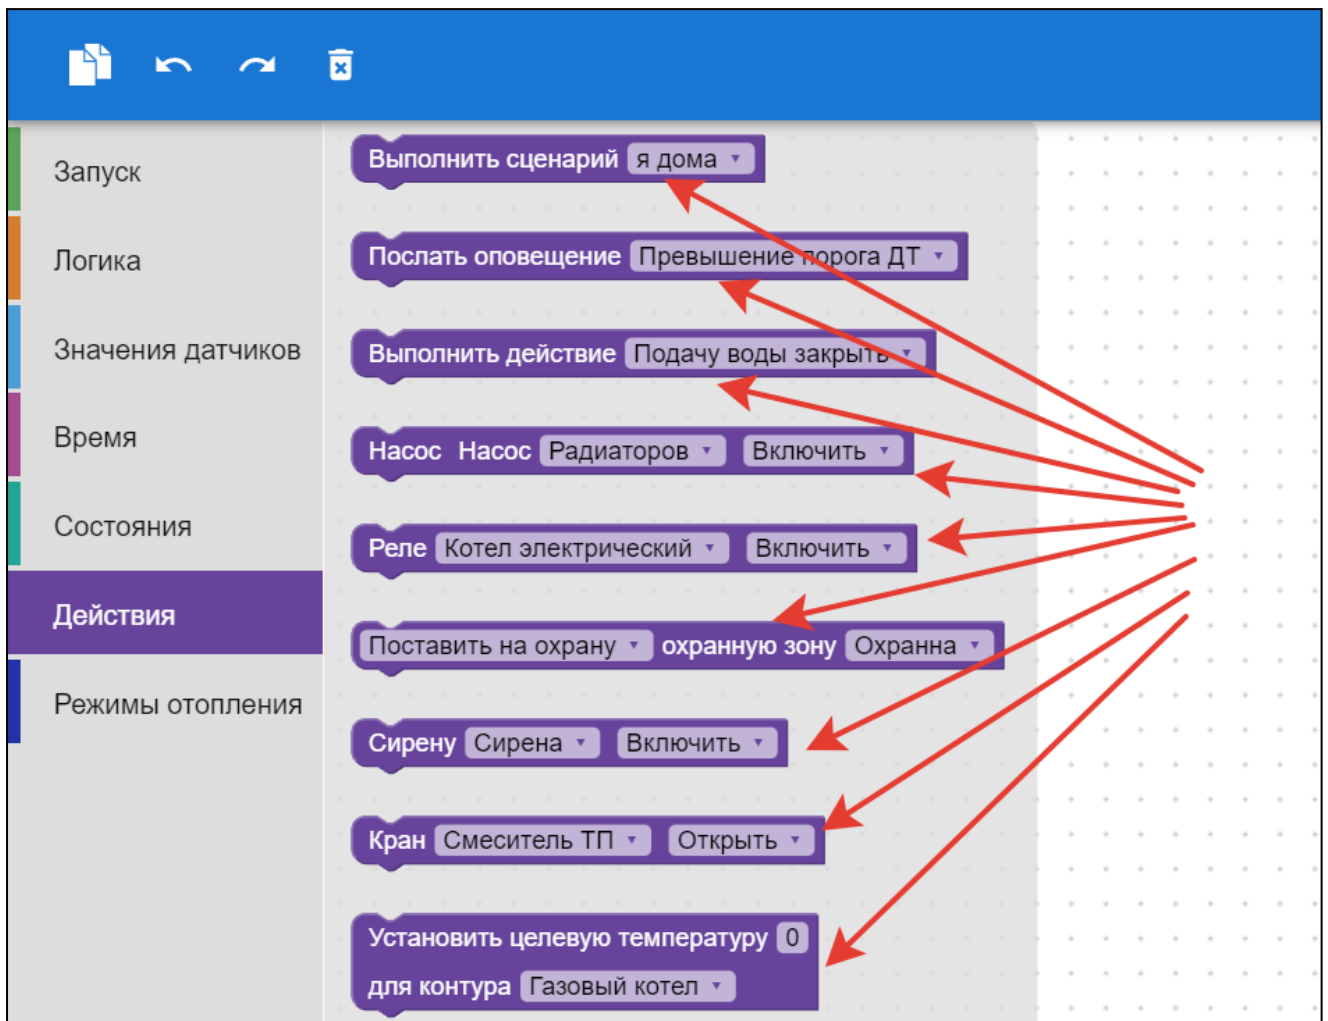 Запуск
Логика
Значения датчиков
Время
Состояния
Действия
Режимы отопления
Выполнить сценарий я дома
Послать оповещение Превышение порога ДТ
Выполнить действие Подачу воды закрыть
Насос Насос Радиаторов Включить
Реле Котел электрический Включить
Поставить на охрану охранную зону Охранна
Сирену Сирена Включить
Кран Смеситель ТП Открыть
Установить целевую температуру 0
для контура Газовый котел